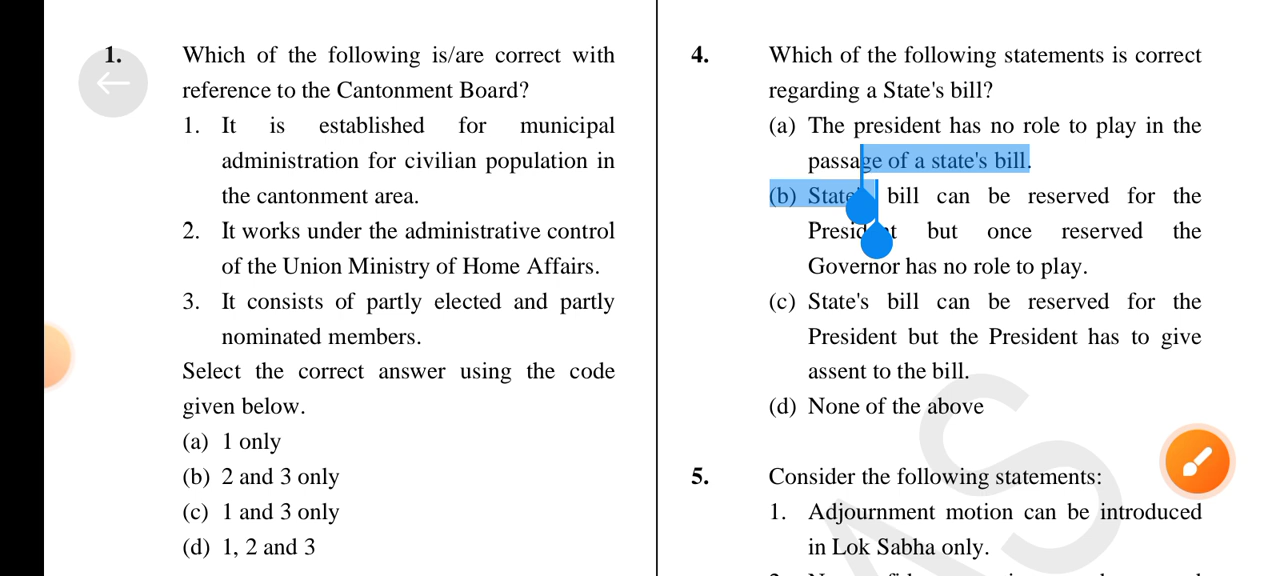 1. Which of the following is/are correct with
reference to the Cantonment Board?
1. It is established for municipal
administration for civilian population in
the cantonment area.
2. It works under the administrative control
of the Union Ministry of Home Affairs.
3. It consists of partly elected and partly
nominated members.
Select the correct answer using the code
given below.
(a) 1 only
(b) 2 and 3 only
(c) 1 and 3 only
(d) 1, 2 and 3
4. Which of the following statements is correct
regarding a State's bill?
(a) The president has no role to play in the
passage of a state's bill.
(b) State's bill can be reserved for the
President but once reserved the
Governor has no role to play.
(c) State's bill can be reserved for the
President but the President has to give
assent to the bill.
(d) None of the above
5. Consider the following statements:
1. Adjournment motion can be introduced
in Lok Sabha only.